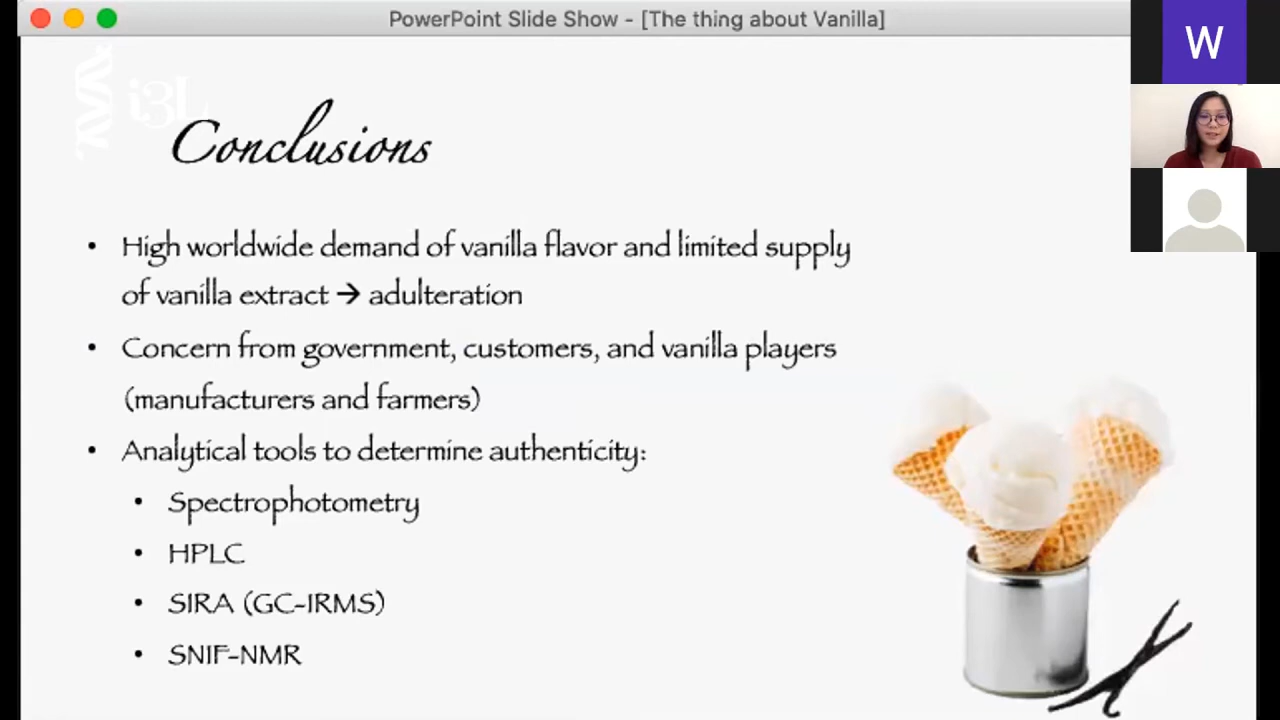 PowerPoint Slide Show - [The thing about Vanilla]
W
i3L
Conclusions
• High worldwide demand of vanilla flavor and limited supply
of vanilla extract → adulteration
• Concern from government, customers, and vanilla players
(manufacturers and farmers)
• Analytical tools to determine authenticity:
• Spectrophotometry
• HPLC
• SIRA (GC-IRMS)
• SNIF-NMR